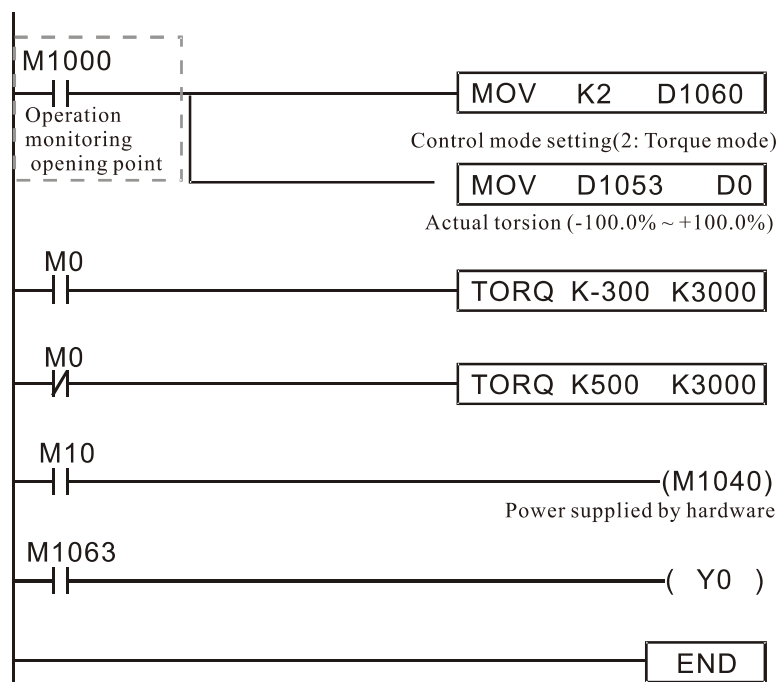 M1000
MOV K2 D1060
Operation
monitoring
opening point
Control mode setting(2: Torque mode)
MOV D1053 D0
Actual torsion (-100.0% ~ +100.0%)
M0
TORQ K-300 K3000
M0
TORQ K500 K3000
M10
(M1040)
Power supplied by hardware
M1063
( Y0 )
END